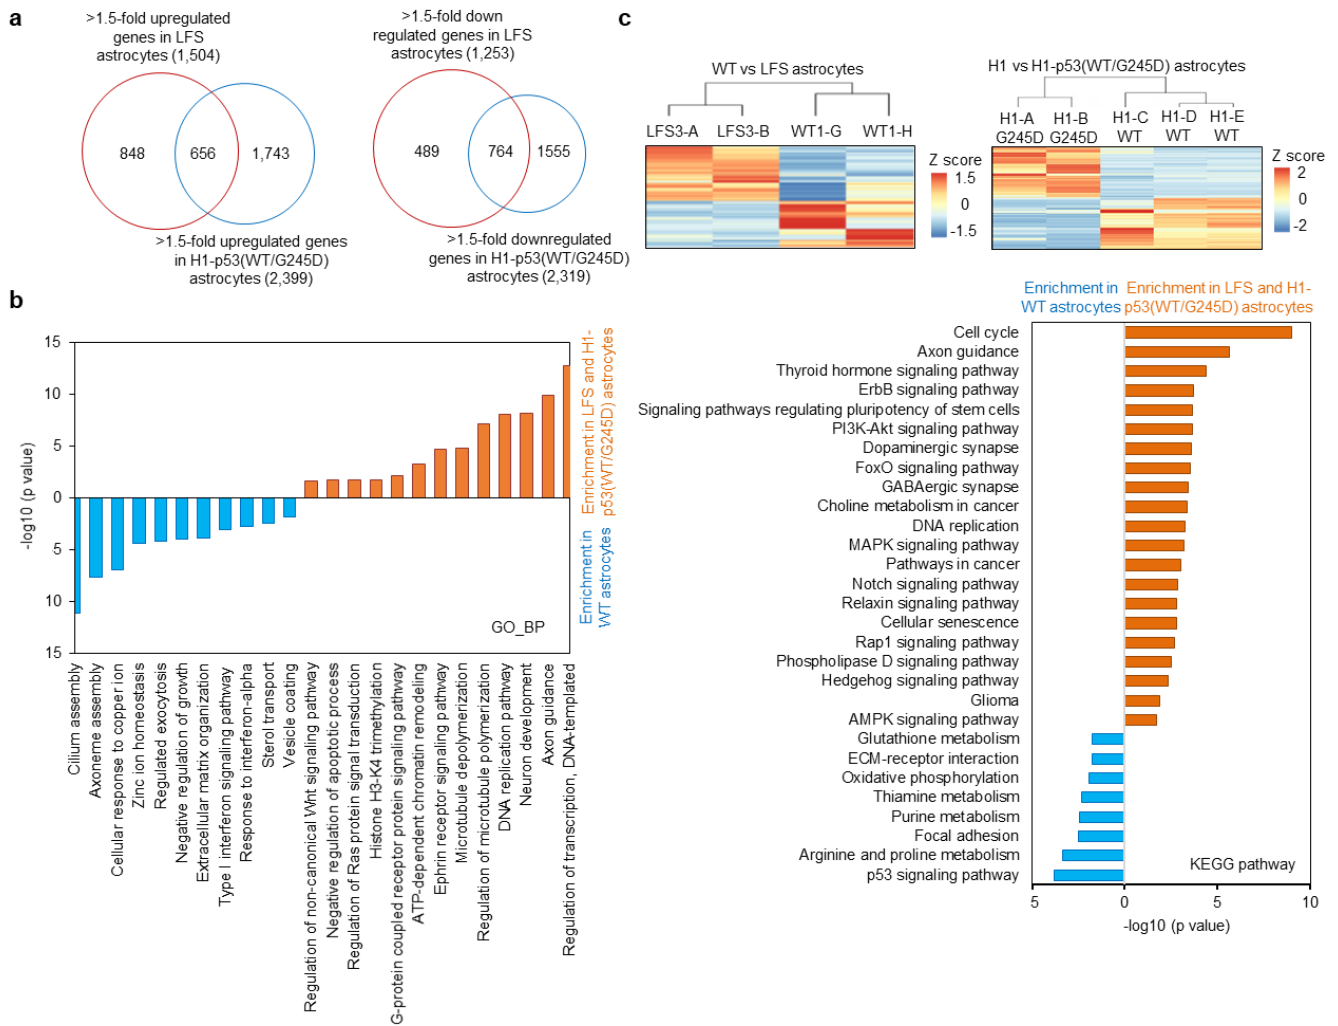 a
>1.5-fold upregulated
genes in LFS
astrocytes (1,504)
848
656
1,743
>1.5-fold upregulated genes
in H1-p53(WT/G245D)
astrocytes (2,399)
>1.5-fold down
regulated genes in LFS
astrocytes (1,253)
489
764
1555
>1.5-fold downregulated
genes in H1-p53(WT/G245D)
astrocytes (2,319)
b
15
10
5
0
5
10
15
-log10 (p value)
Enrichment in LFS and H1-
p53(WT/G245D) astrocytes
Enrichment in
WT astrocytes
GO_BP
Cilium assembly
Axoneme assembly
Cellular response to copper ion
Zinc ion homeostasis
Regulated exocytosis
Negative regulation of growth
Extracellular matrix organization
Type I interferon signaling pathway
Response to interferon-alpha
Sterol transport
Vesicle coating
Regulation of non-canonical Wnt signaling pathway
Negative regulation of apoptotic process
Regulation of Ras protein signal transduction
Histone H3-K4 trimethylation
G-protein coupled receptor protein signaling pathway
ATP-dependent chromatin remodeling
Ephrin receptor signaling pathway
Microtubule depolymerization
Regulation of microtubule polymerization
DNA replication pathway
Neuron development
Axon guidance
Regulation of transcription, DNA-templated
c
WT vs LFS astrocytes
LFS3-A
LFS3-B
WT1-G
WT1-H
Z score
1.5
0
-1.5
H1 vs H1-p53(WT/G245D) astrocytes
H1-A
G245D
H1-B
G245D
H1-C
WT
H1-D
WT
H1-E
WT
Z score
2
0
-2
Enrichment in
WT astrocytes
Enrichment in LFS and H1-
p53(WT/G245D) astrocytes
Cell cycle
Axon guidance
Thyroid hormone signaling pathway
ErbB signaling pathway
Signaling pathways regulating pluripotency of stem cells
PI3K-Akt signaling pathway
Dopaminergic synapse
FoxO signaling pathway
GABAergic synapse
Choline metabolism in cancer
DNA replication
MAPK signaling pathway
Pathways in cancer
Notch signaling pathway
Relaxin signaling pathway
Cellular senescence
Rap1 signaling pathway
Phospholipase D signaling pathway
Hedgehog signaling pathway
Glioma
AMPK signaling pathway
Glutathione metabolism
ECM-receptor interaction
Oxidative phosphorylation
Thiamine metabolism
Purine metabolism
Focal adhesion
Arginine and proline metabolism
p53 signaling pathway
KEGG pathway
5
0
5
10
-log10 (p value)